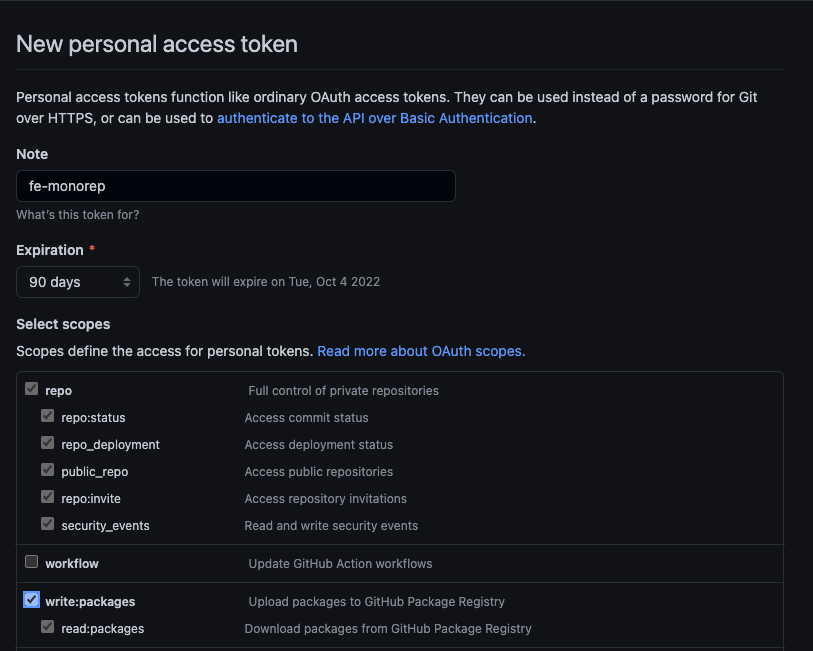 New personal access token
Personal access tokens function like ordinary OAuth access tokens. They can be used instead of a password for Git
over HTTPS, or can be used to authenticate to the API over Basic Authentication.
Note
fe-monorep
What's this token for?
Expiration *
90 days The token will expire on Tue, Oct 4 2022
Select scopes
Scopes define the access for personal tokens. Read more about OAuth scopes.
repo Full control of private repositories
repo:status Access commit status
repo_deployment Access deployment status
public_repo Access public repositories
repo:invite Access repository invitations
security_events Read and write security events
workflow Update GitHub Action workflows
write:packages Upload packages to GitHub Package Registry
read:packages Download packages from GitHub Package Registry